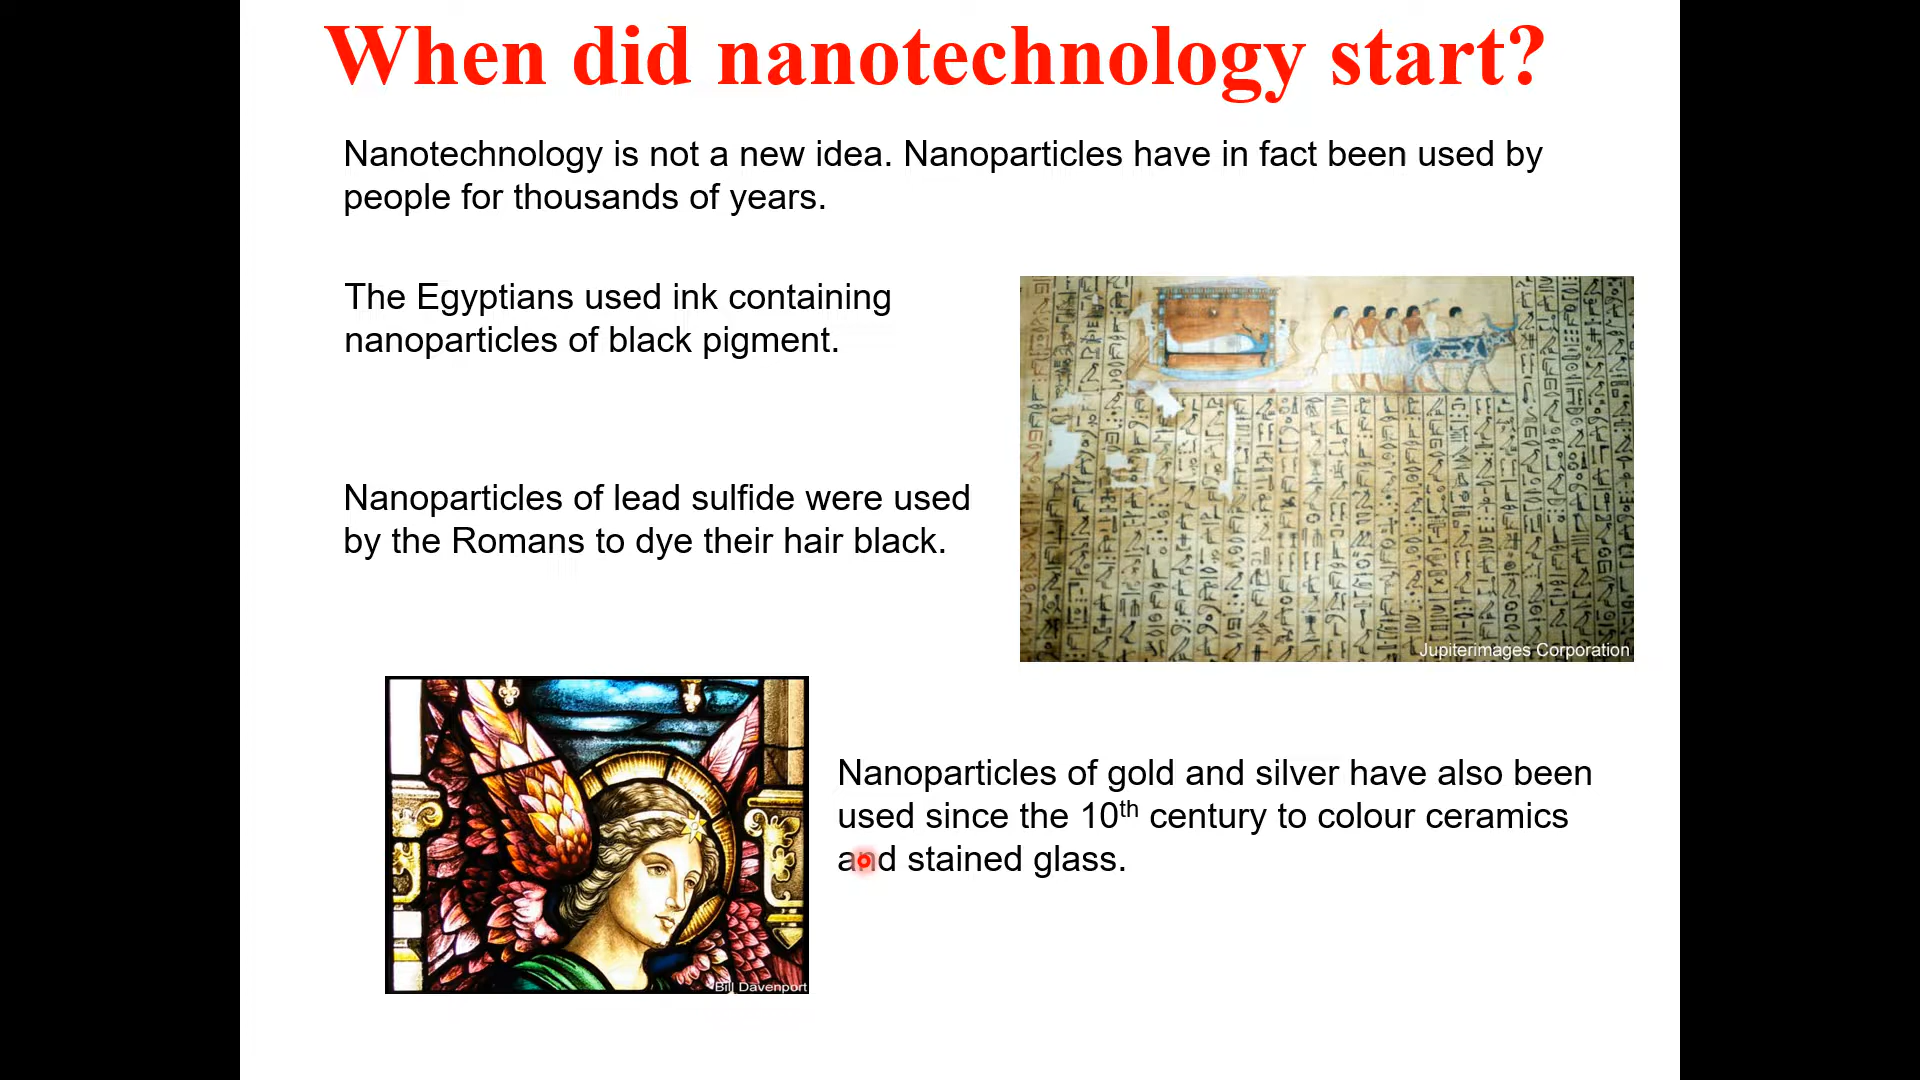 When did nanotechnology start?
Nanotechnology is not a new idea. Nanoparticles have in fact been used by
people for thousands of years.
The Egyptians used ink containing
nanoparticles of black pigment.
Nanoparticles of lead sulfide were used
by the Romans to dye their hair black.
Jupiterimages Corporation
Bill Davenport
Nanoparticles of gold and silver have also been
used since the 10th century to colour ceramics
and stained glass.